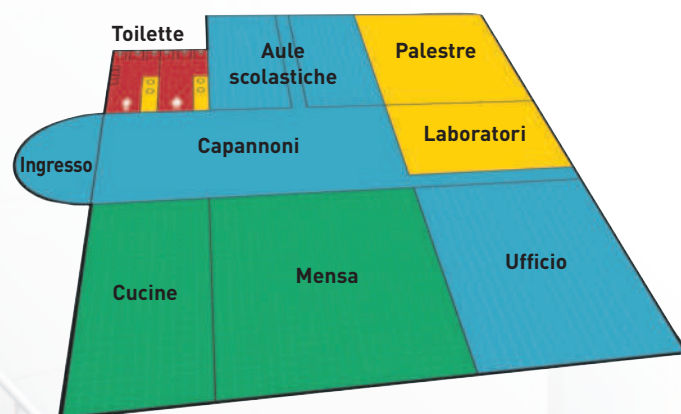 Toilette
Aule
scolastiche
Palestre
Ingresso
Capannoni
Laboratori
Cucine
Mensa
Ufficio